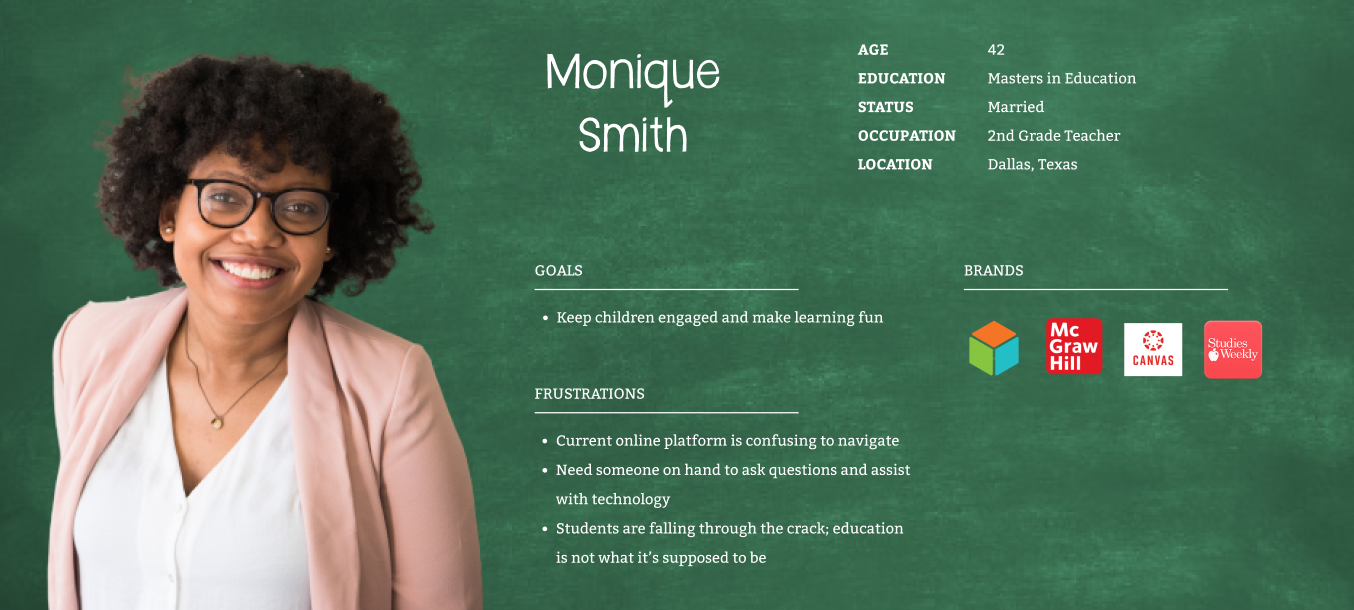 Monique
Smith
AGE 42
EDUCATION Masters in Education
STATUS Married
OCCUPATION 2nd Grade Teacher
LOCATION Dallas, Texas
GOALS
• Keep children engaged and make learning fun
BRANDS
Mc
Graw
Hill
CANVAS
Studies
Weekly
FRUSTRATIONS
• Current online platform is confusing to navigate
• Need someone on hand to ask questions and assist
with technology
• Students are falling through the crack; education
is not what it’s supposed to be